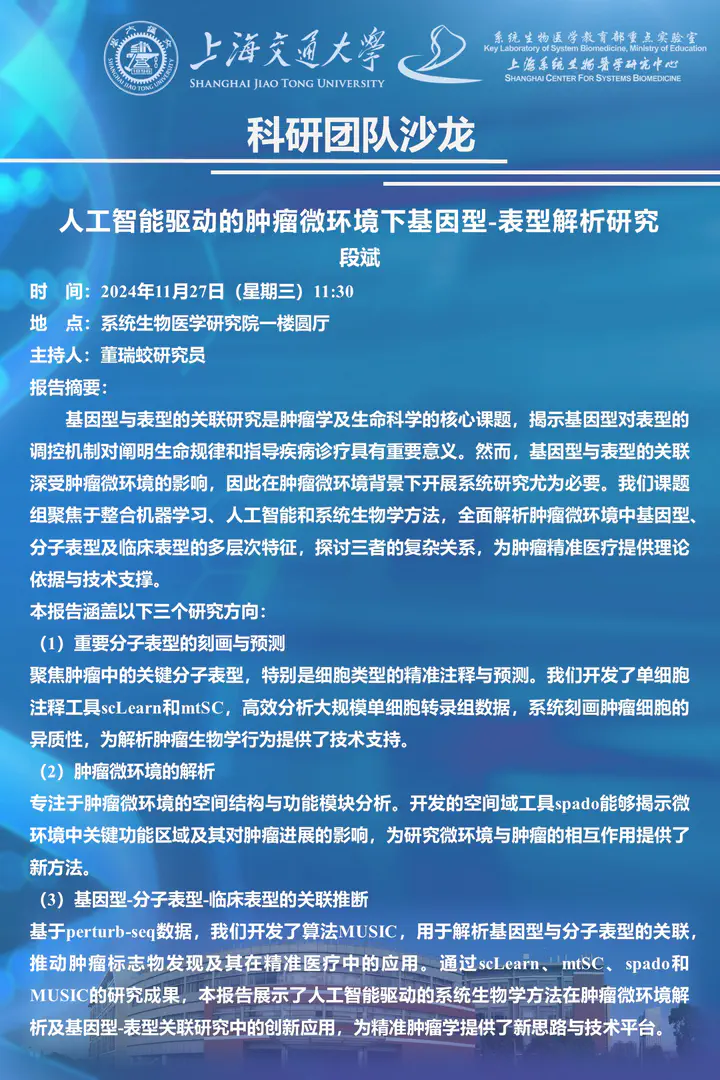 上海交通大学
SHANGHAI JIAO TONG UNIVERSITY
系统生物医学教育部重点实验室
Key Laboratory of System Biomedicine, Ministry of Education
上海系统生物醫学研究中心
SHANGHAI CENTER FOR SYSTEMS BIOMEDICINE
科研团队沙龙
人工智能驱动的肿瘤微环境下基因型-表型解析研究
段斌
时　间：2024年11月27日（星期三）11:30
地　点：系统生物医学研究院一楼圆厅
主持人：董瑞蛟研究员
报告摘要：
基因型与表型的关联研究是肿瘤学及生命科学的核心课题，揭示基因型对表型的
调控机制对阐明生命规律和指导疾病诊疗具有重要意义。然而，基因型与表型的关联
深受肿瘤微环境的影响，因此在肿瘤微环境背景下开展系统研究尤为必要。我们课题
组聚焦于整合机器学习、人工智能和系统生物学方法，全面解析肿瘤微环境中基因型、
分子表型及临床表型的多层次特征，探讨三者的复杂关系，为肿瘤精准医疗提供理论
依据与技术支撑。
本报告涵盖以下三个研究方向：
（1）重要分子表型的刻画与预测
聚焦肿瘤中的关键分子表型，特别是细胞类型的精准注释与预测。我们开发了单细胞
注释工具scLearn和mtSC，高效分析大规模单细胞转录组数据，系统刻画肿瘤细胞的
异质性，为解析肿瘤生物学行为提供了技术支持。
（2）肿瘤微环境的解析
专注于肿瘤微环境的空间结构与功能模块分析。开发的空间域工具spado能够揭示微
环境中关键功能区域及其对肿瘤进展的影响，为研究微环境与肿瘤的相互作用提供了
新方法。
（3）基因型-分子表型-临床表型的关联推断
基于perturb-seq数据，我们开发了算法MUSIC，用于解析基因型与分子表型的关联，
推动肿瘤标志物发现及其在精准医疗中的应用。通过scLearn、mtSC、spado和
MUSIC的研究成果，本报告展示了人工智能驱动的系统生物学方法在肿瘤微环境解
析及基因型-表型关联研究中的创新应用，为精准肿瘤学提供了新思路与技术平台。